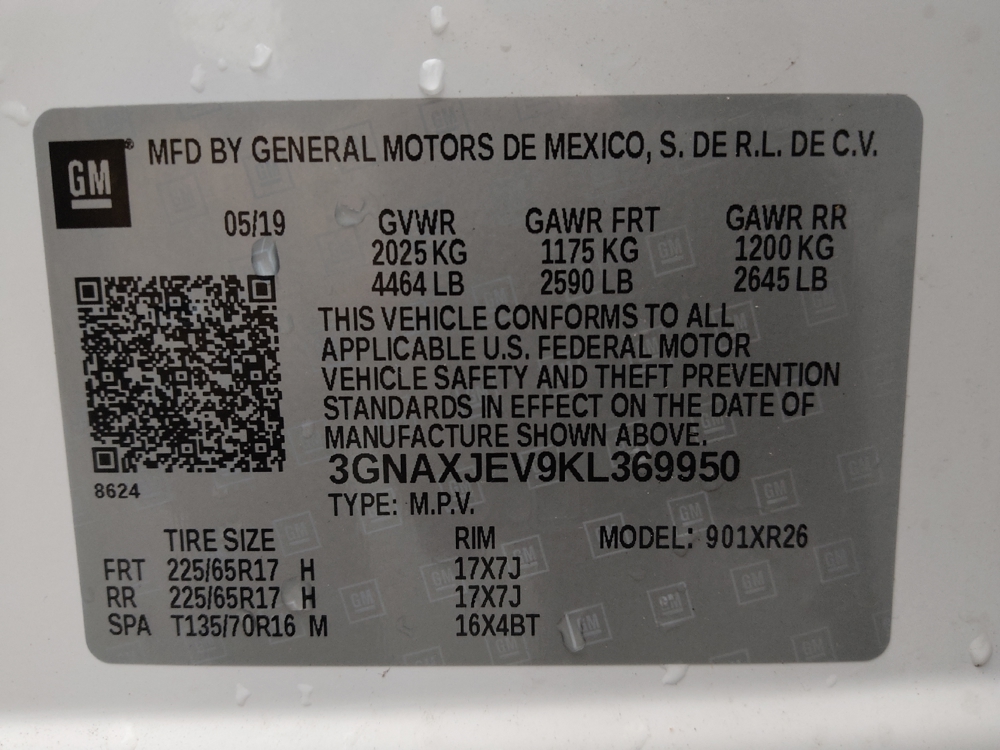 GM
MFD BY GENERAL MOTORS DE MEXICO, S. DE R.L. DE C.V.
05/19 GVWR GAWR FRT GAWR RR
2025 KG 1175 KG 1200 KG
4464 LB 2590 LB 2645 LB
THIS VEHICLE CONFORMS TO ALL
APPLICABLE U.S. FEDERAL MOTOR
VEHICLE SAFETY AND THEFT PREVENTION
STANDARDS IN EFFECT ON THE DATE OF
MANUFACTURE SHOWN ABOVE.
3GNAXJEV9KL369950
8624
TYPE: M.P.V.
TIRE SIZE RIM MODEL: 901XR26
FRT 225/65R17 H 17X7J
RR 225/65R17 H 17X7J
SPA T135/70R16 M 16X4BT